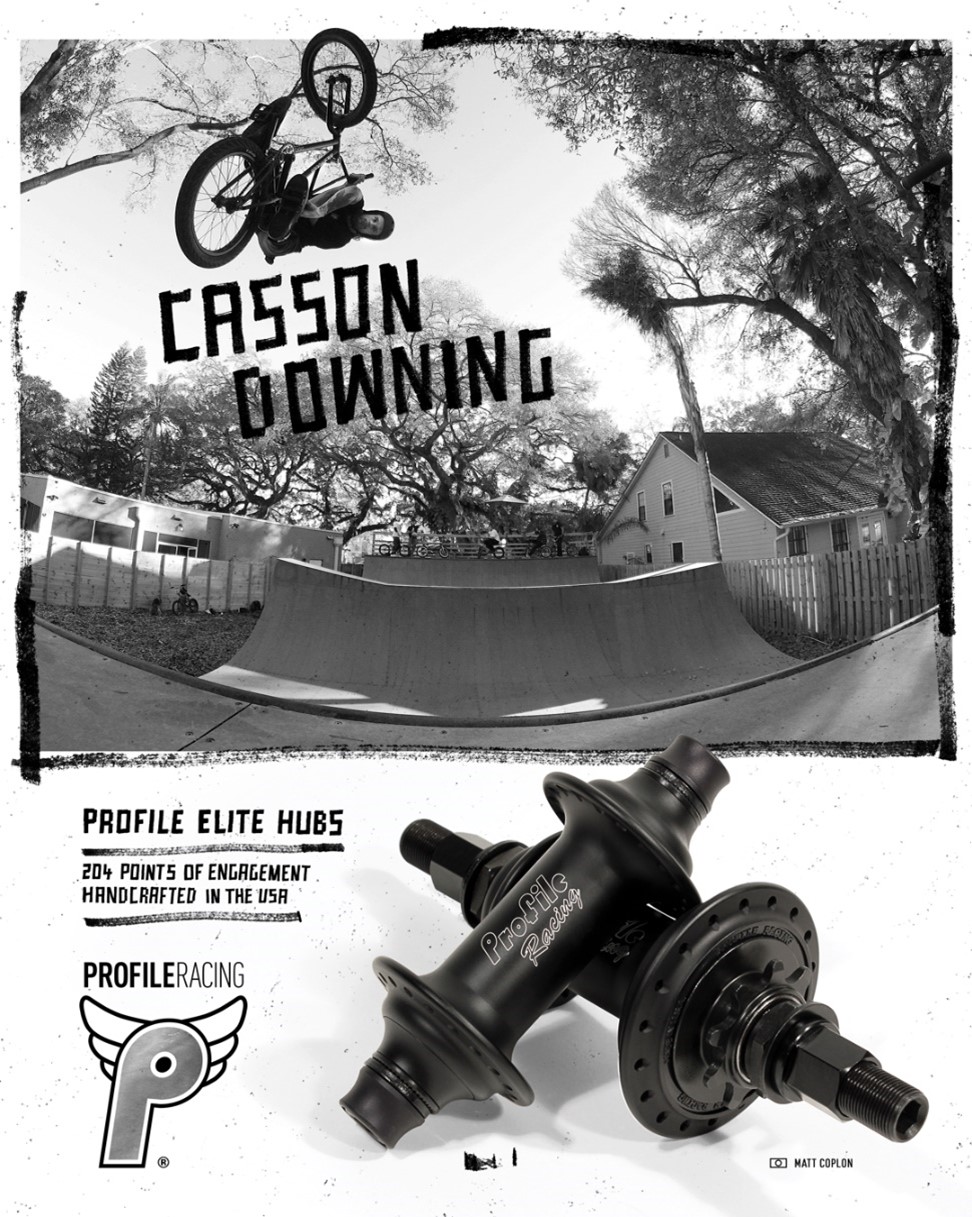 CASSON
DOWNING
PROFILE ELITE HUBS
204 POINTS OF ENGAGEMENT
HANDCRAFTED IN THE USA
PROFILERACING
P
®
Profile
Racing
MATT COPLON